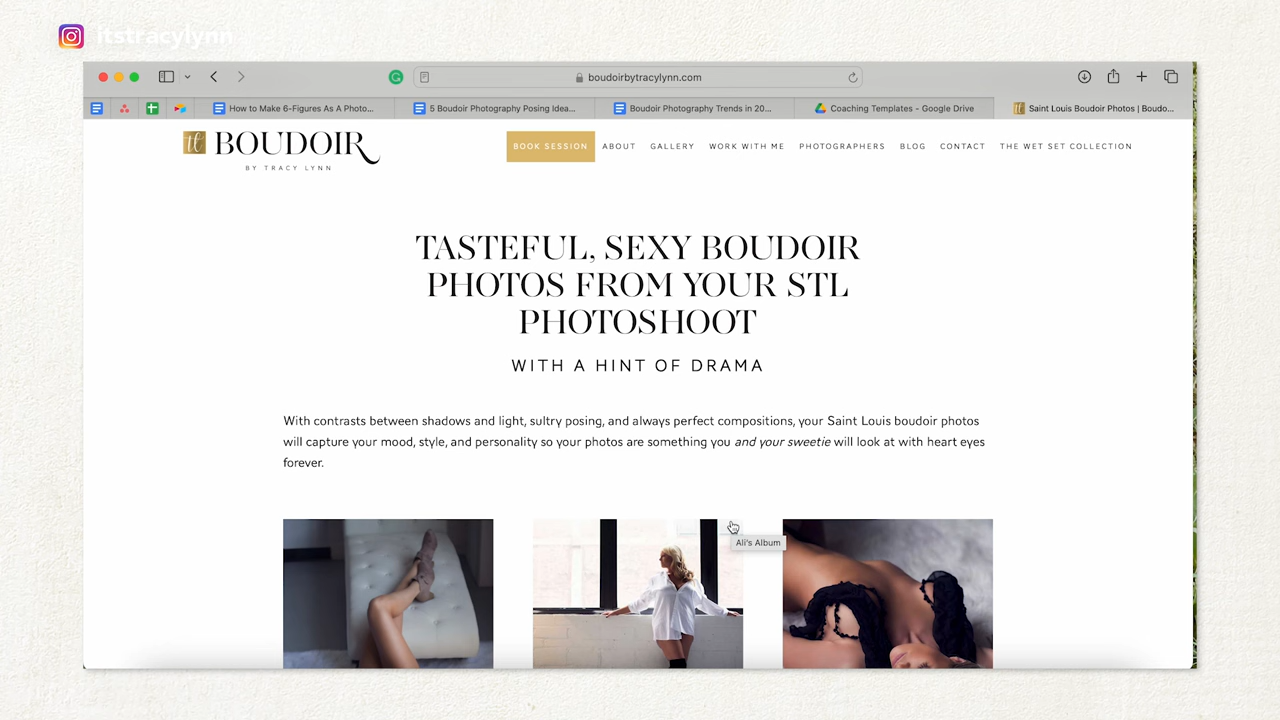 itstracylynn
boudoirbytracylynn.com
How to Make 6-Figures As A Photo...
5 Boudoir Photography Posing Idea...
Boudoir Photography Trends in 20...
Coaching Templates - Google Drive
Saint Louis Boudoir Photos | Boudo...
tl BOUDOIR
BY TRACY LYNN
BOOK SESSION ABOUT GALLERY WORK WITH ME PHOTOGRAPHERS BLOG CONTACT THE WET SET COLLECTION
TASTEFUL, SEXY BOUDOIR
PHOTOS FROM YOUR STL
PHOTOSHOOT
WITH A HINT OF DRAMA
With contrasts between shadows and light, sultry posing, and always perfect compositions, your Saint Louis boudoir photos
will capture your mood, style, and personality so your photos are something you and your sweetie will look at with heart eyes
forever.
Ali's Album